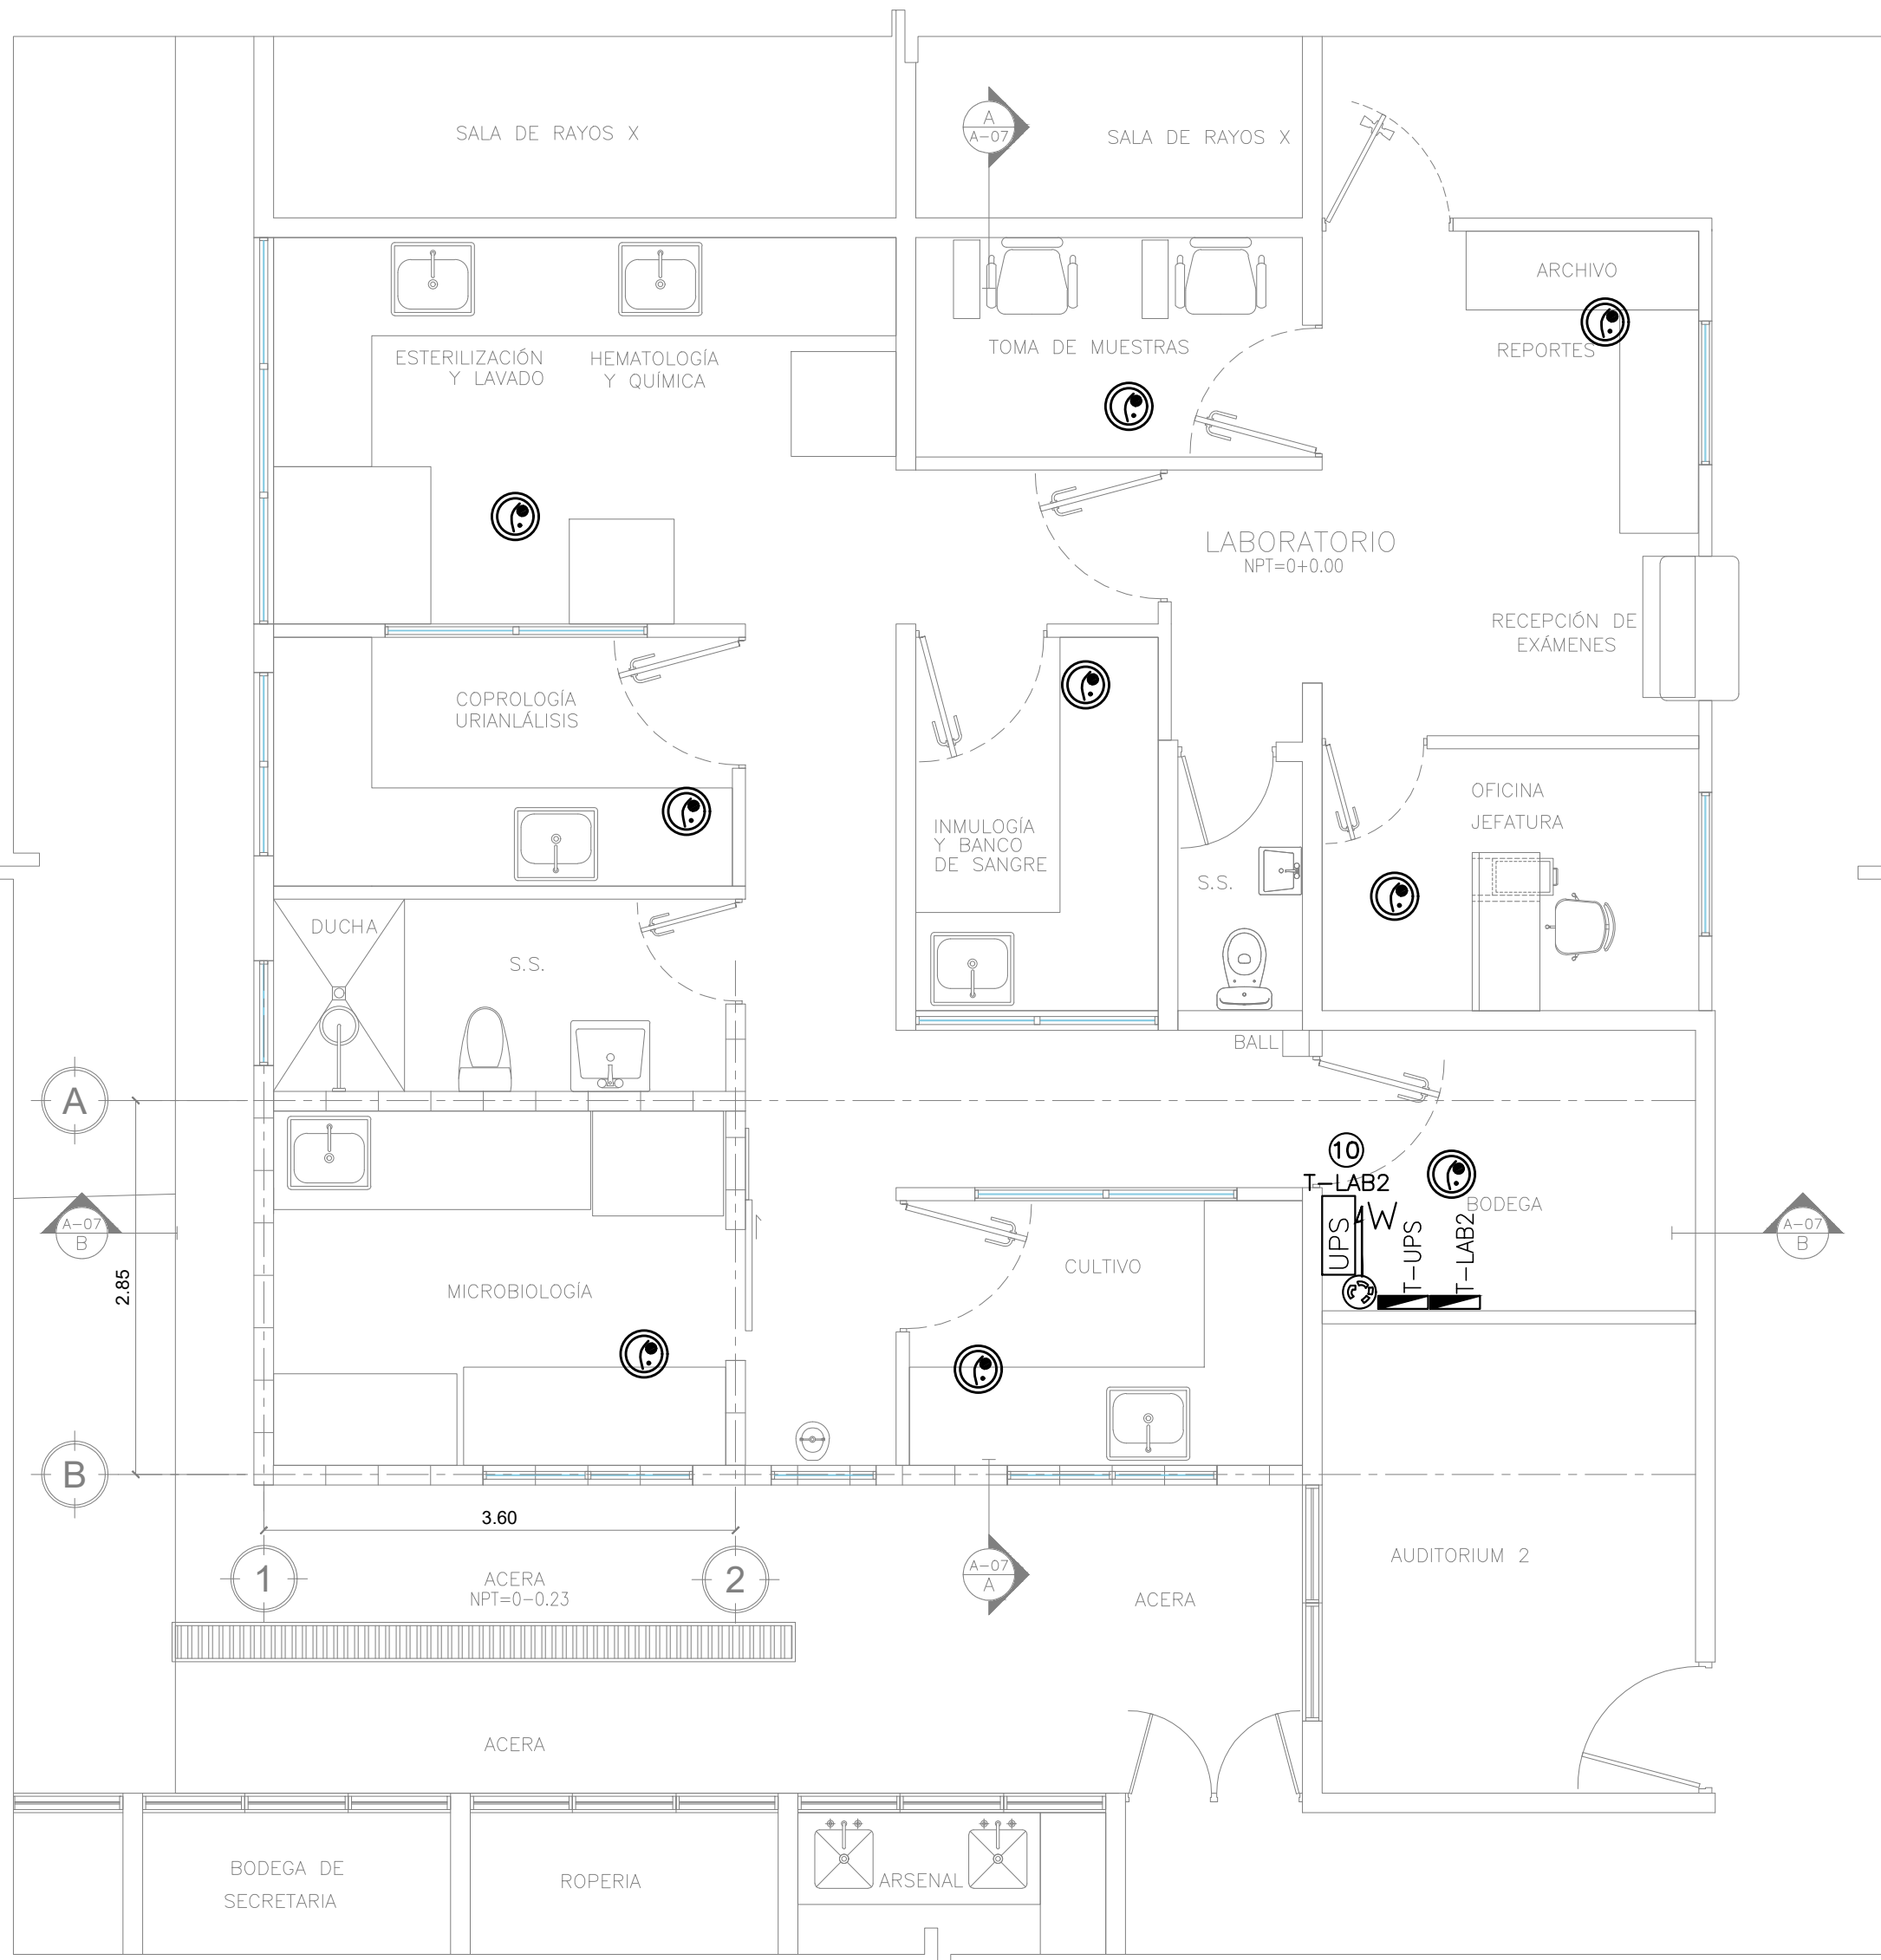 SALA DE RAYOS X
A
A-07
SALA DE RAYOS X
ARCHIVO
REPORTES
ESTERILIZACIÓN
Y LAVADO
HEMATOLOGÍA
Y QUÍMICA
TOMA DE MUESTRAS
LABORATORIO
NPT=0+0.00
RECEPCIÓN DE
EXÁMENES
COPROLOGÍA
URIANLÁLISIS
OFICINA
JEFATURA
INMULOGÍA
Y BANCO
DE SANGRE
S.S.
DUCHA
S.S.
BALL
A
10
T-LAB2
UPS
4W
T-UPS
T-LAB2
BODEGA
A-07
B
A-07
B
2.85
MICROBIOLOGÍA
CULTIVO
B
3.60
1
2
ACERA
NPT=0-0.23
A-07
A
ACERA
AUDITORIUM 2
ACERA
BODEGA DE
SECRETARIA
ROPERIA
ARSENAL